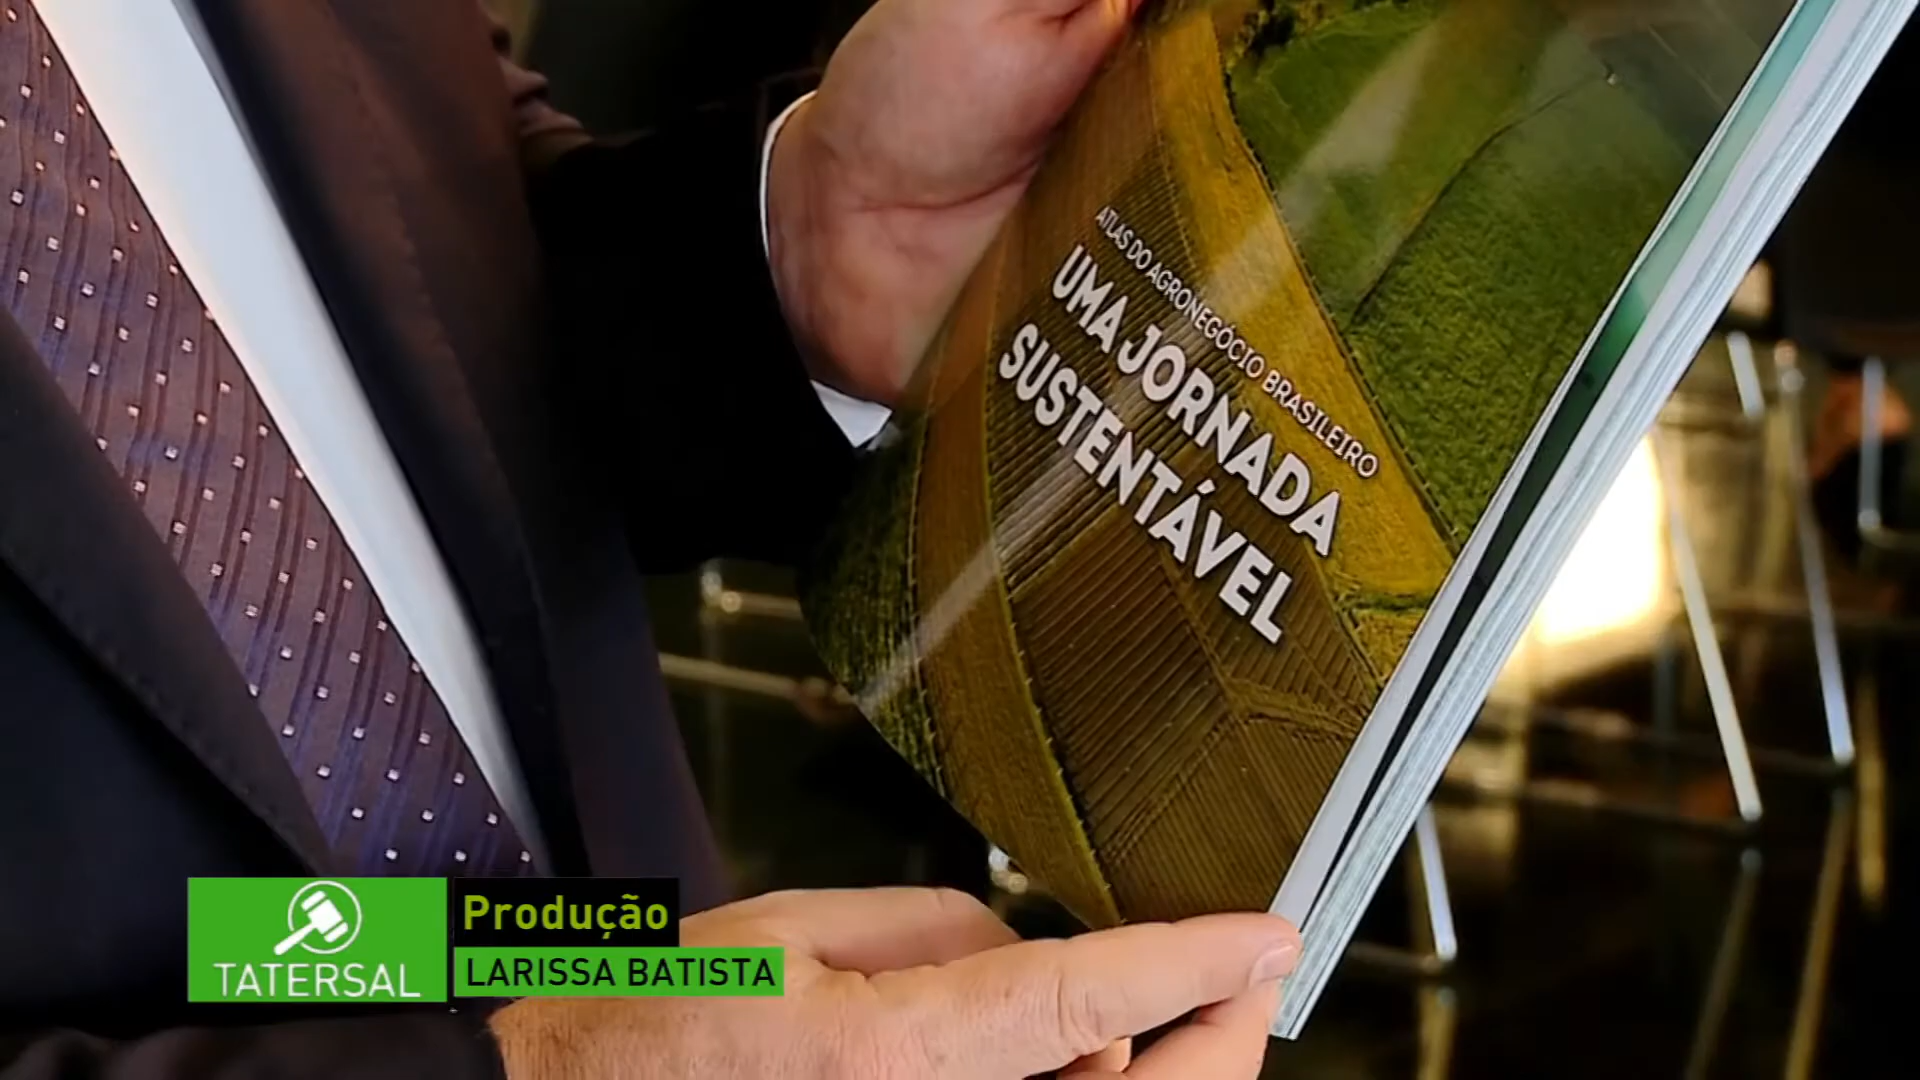 ATLAS DO AGRONEGÓCIO BRASILEIRO
UMA JORNADA
SUSTENTÁVEL
TATERSAL
Produção
LARISSA BATISTA